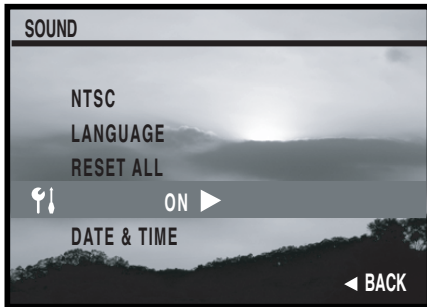 SOUND
NTSC
LANGUAGE
RESET ALL
ON
DATE & TIME
BACK